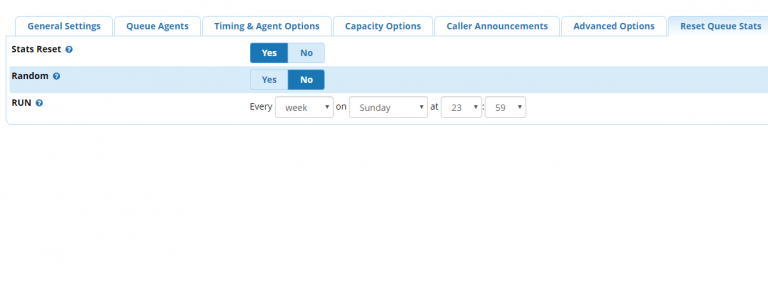 General Settings Queue Agents Timing & Agent Options Capacity Options Caller Announcements Advanced Options Reset Queue Stats
Stats Reset ? Yes No
Random ? Yes No
RUN ? Every week on Sunday at 23 : 59